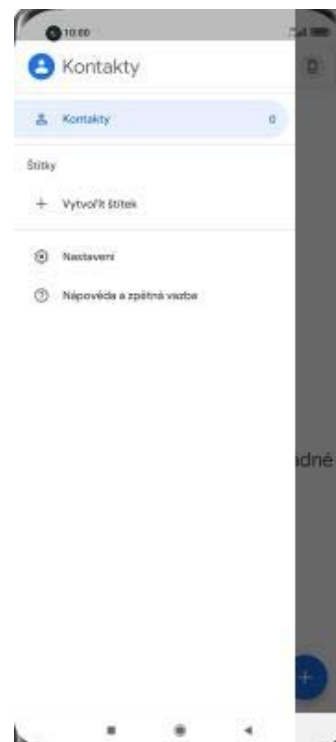 10:00
Kontakty
Kontakty 0
Štítky
Vytvořit štítek
Nastavení
Nápověda a zpětná vazba
adné